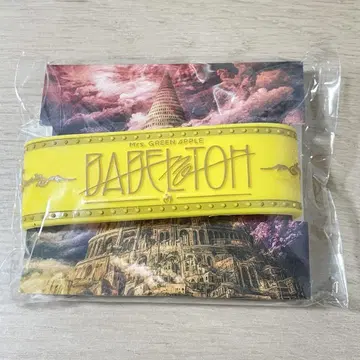 Mrs. GREEN APPLE
BABEL no TOH